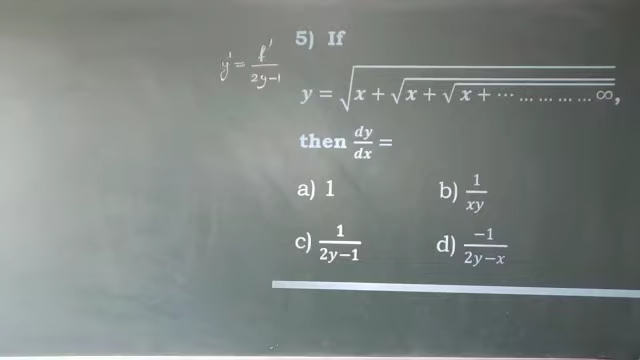 5) If
y' = f'/2y-1
y = √x + √x + √x + ⋯ … … … … ∞,
then dy/dx =
a) 1 b) 1/xy
c) 1/2y−1 d) −1/2y−x